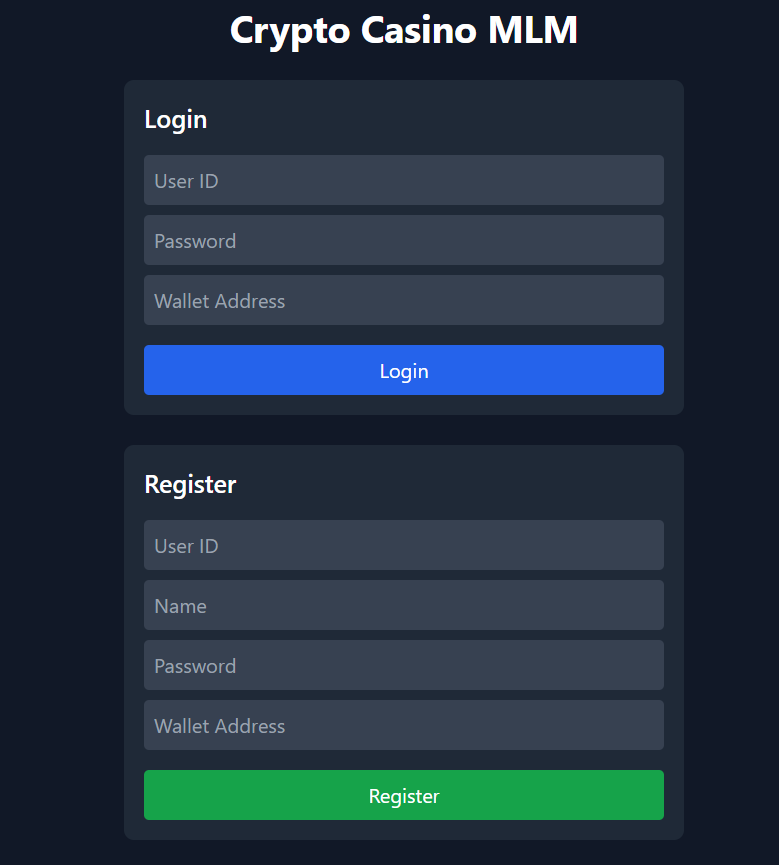 Crypto Casino MLM
Login
User ID
Password
Wallet Address
Login
Register
User ID
Name
Password
Wallet Address
Register